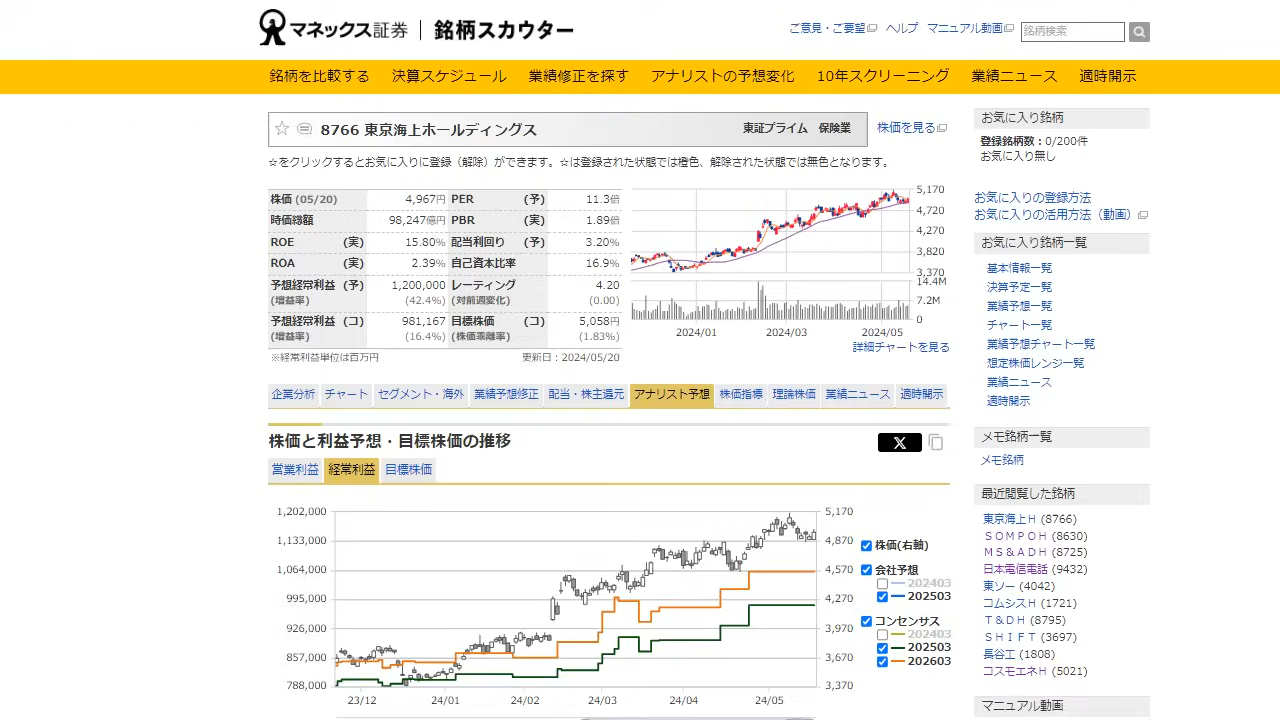 マネックス証券 銘柄スカウター
ご意見・ご要望 ヘルプ マニュアル動画 銘柄検索
銘柄を比較する 決算スケジュール 業績修正を探す アナリストの予想変化 10年スクリーニング 業績ニュース 適時開示
8766 東京海上ホールディングス 東証プライム 保険業 株価を見る
☆をクリックするとお気に入りに登録（解除）ができます。☆は登録された状態では橙色、解除された状態では無色となります。
株価 (05/20) 4,967円 PER (予) 11.3倍
時価総額 98,247億円 PBR (実) 1.89倍
ROE (実) 15.80% 配当利回り (予) 3.20%
ROA (実) 2.39% 自己資本比率 16.9%
予想経常利益 (予) 1,200,000 レーティング 4.20
(増益率) (42.4%) (対前週変化) (0.00)
予想経常利益 (コ) 981,167 目標株価 (コ) 5,058円
(増益率) (16.4%) (株価乖離率) (1.83%)
※経常利益単位は百万円 更新日：2024/05/20
5,170
4,720
4,270
3,820
3,370
14.4M
7.2M
0
2024/01 2024/03 2024/05
詳細チャートを見る
企業分析 チャート セグメント・海外 業績予想修正 配当・株主還元 アナリスト予想 株価指標 理論株価 業績ニュース 適時開示
株価と利益予想・目標株価の推移
X
営業利益 経常利益 目標株価
1,202,000 5,170
1,133,000 4,870
1,064,000 4,570
995,000 4,270
926,000 3,970
857,000 3,670
788,000 3,370
23/12 24/01 24/02 24/03 24/04 24/05
株価(右軸)
会社予想
202403
202503
コンセンサス
202403
202503
202603
お気に入り銘柄
登録銘柄数：0/200件
お気に入り無し
お気に入りの登録方法
お気に入りの活用方法（動画）
お気に入り銘柄一覧
基本情報一覧
決算予定一覧
業績予想一覧
チャート一覧
業績予想チャート一覧
想定株価レンジ一覧
業績ニュース
適時開示
メモ銘柄一覧
メモ銘柄
最近閲覧した銘柄
東京海上Ｈ (8766)
ＳＯＭＰＯＨ (8630)
ＭＳ＆ＡＤＨ (8725)
日本電信電話 (9432)
東ソー (4042)
コムシスＨ (1721)
Ｔ＆ＤＨ (8795)
ＳＨＩＦＴ (3697)
長谷工 (1808)
コスモエネＨ (5021)
マニュアル動画